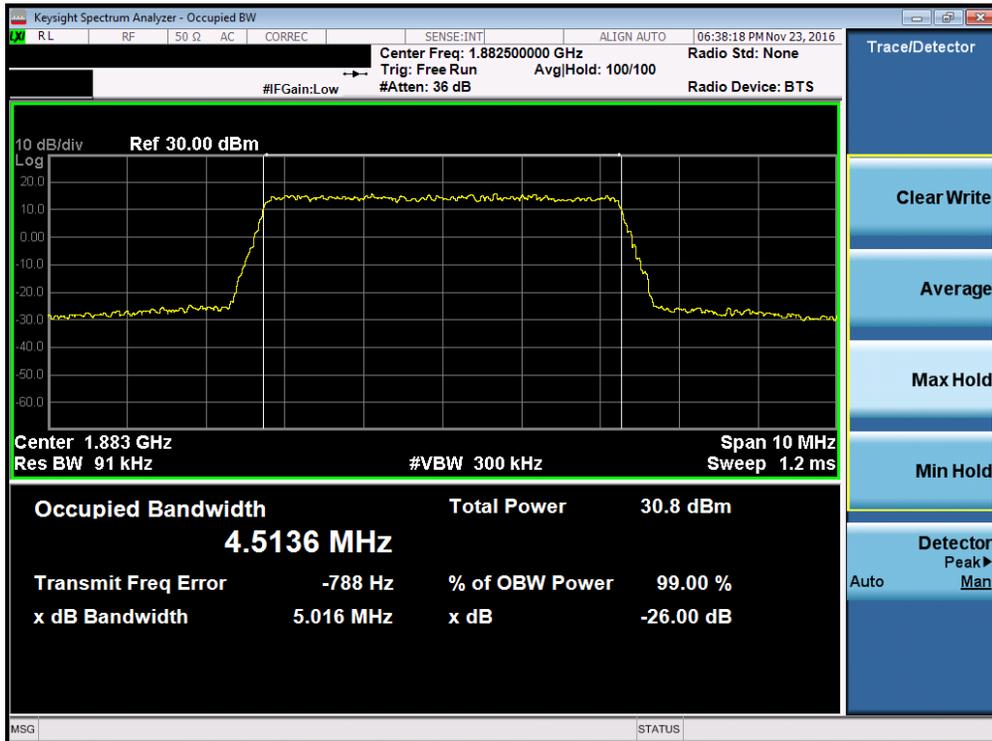 Keysight Spectrum Analyzer - Occupied BW
LXI RL RF 50 Ω AC CORREC SENSE:INT ALIGN AUTO 06:38:18 PM Nov 23, 2016
Center Freq: 1.882500000 GHz Radio Std: None
Trig: Free Run Avg|Hold: 100/100
#IFGain:Low #Atten: 36 dB Radio Device: BTS
10 dB/div Ref 30.00 dBm
Log
20.0
10.0
0.00
-10.0
-20.0
-30.0
-40.0
-50.0
-60.0
Center 1.883 GHz Span 10 MHz
Res BW 91 kHz #VBW 300 kHz Sweep 1.2 ms
Occupied Bandwidth Total Power 30.8 dBm
4.5136 MHz
Transmit Freq Error -788 Hz % of OBW Power 99.00 %
x dB Bandwidth 5.016 MHz x dB -26.00 dB
MSG STATUS
Trace/Detector
Clear Write
Average
Max Hold
Min Hold
Detector
Peak▶
Auto Man